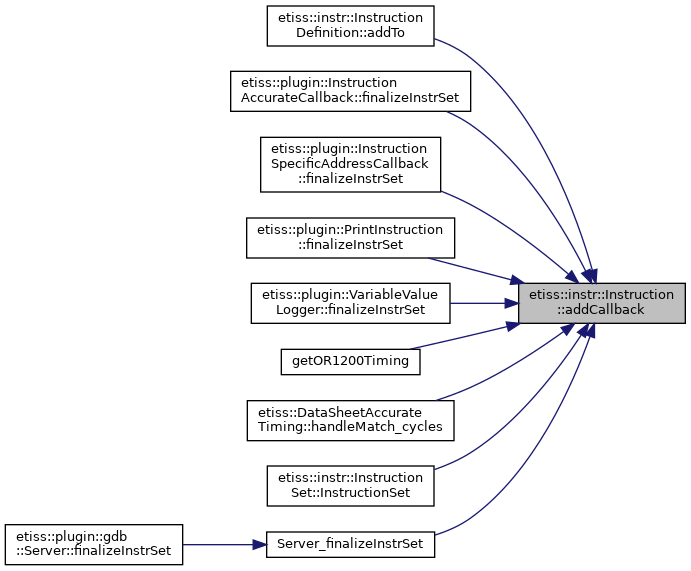 etiss::instr::Instruction
Definition::addTo
etiss::plugin::Instruction
AccurateCallback::finalizeInstrSet
etiss::plugin::Instruction
SpecificAddressCallback
::finalizeInstrSet
etiss::plugin::PrintInstruction
::finalizeInstrSet
etiss::plugin::VariableValue
Logger::finalizeInstrSet
etiss::instr::Instruction
::addCallback
getOR1200Timing
etiss::DataSheetAccurate
Timing::handleMatch_cycles
etiss::instr::Instruction
Set::InstructionSet
etiss::plugin::gdb
::Server::finalizeInstrSet
Server_finalizeInstrSet